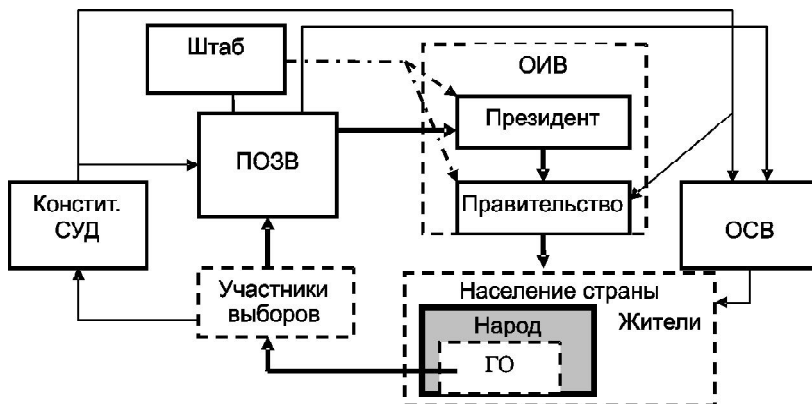 Штаб
ОИВ
Президент
ПОЗВ
Констит.
СУД
Правительство
ОСВ
Участники
выборов
Население страны
Народ
Жители
ГО